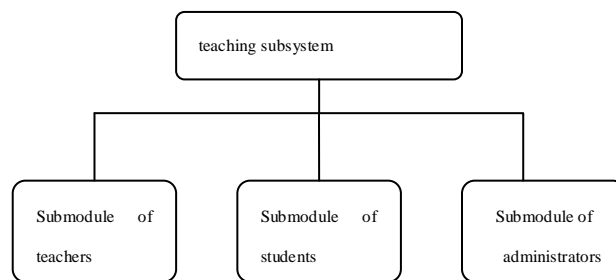 teaching subsystem
Submodule of
teachers
Submodule of
students
Submodule of
administrators